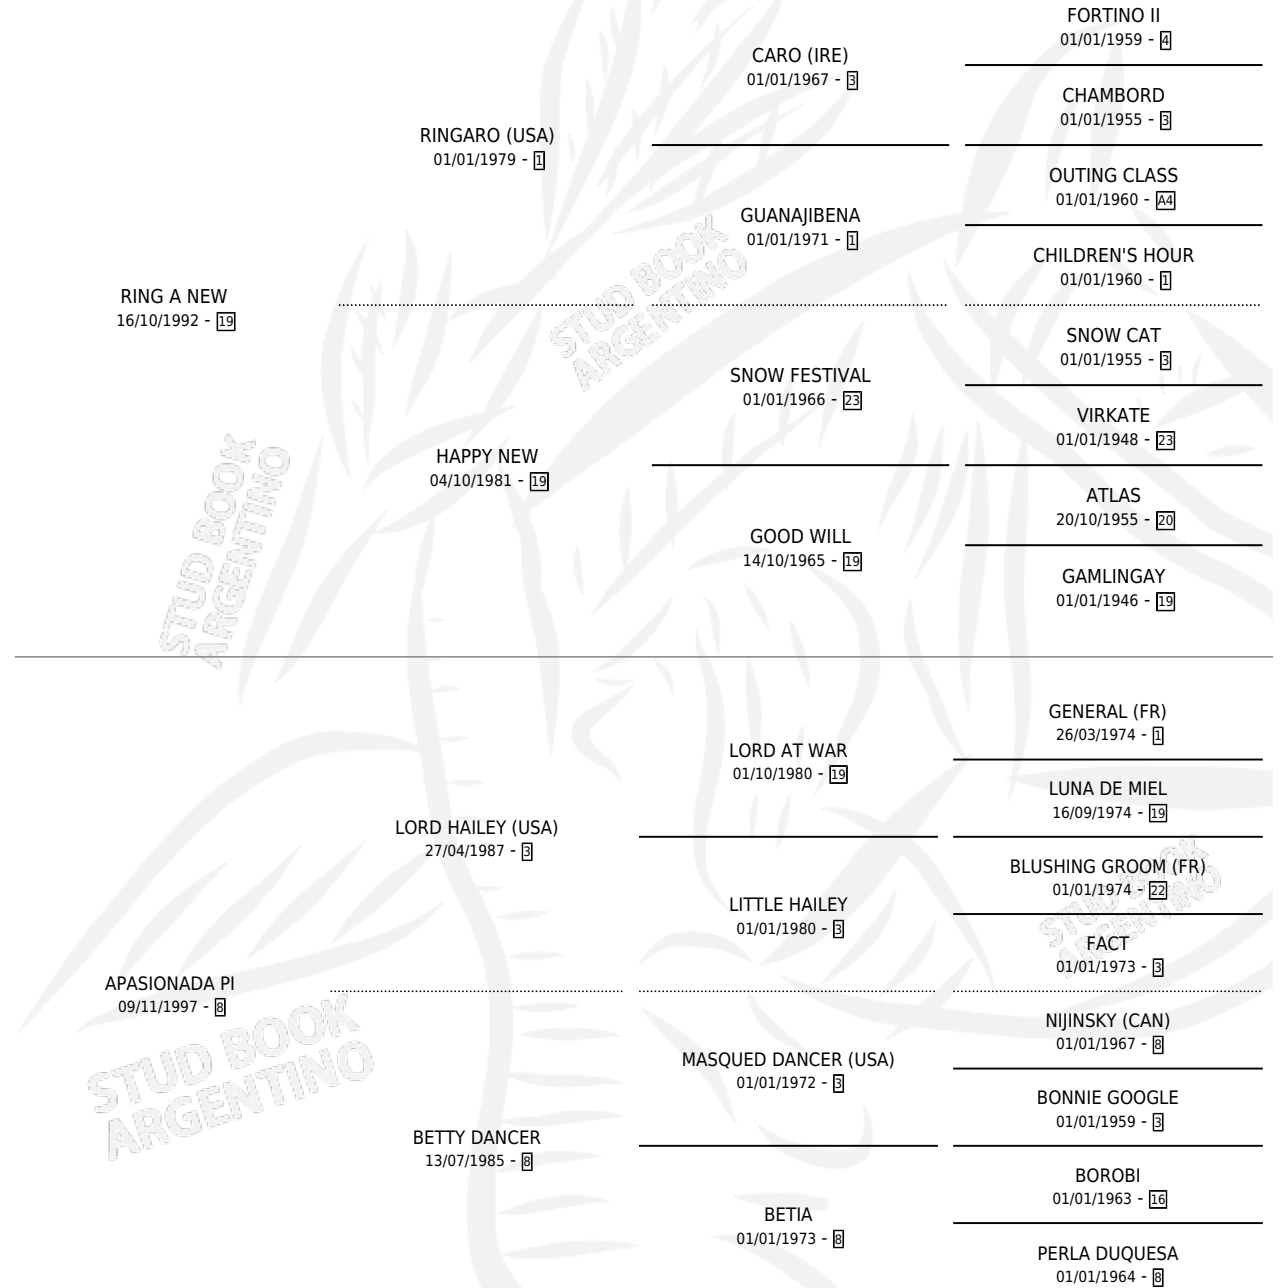 FORTINO II
01/01/1959 - 4
CARO (IRE)
01/01/1967 - 3
CHAMBORD
01/01/1955 - 3
RINGARO (USA)
01/01/1979 - 1
OUTING CLASS
01/01/1960 - A4
GUANAJIBENA
01/01/1971 - 1
CHILDREN'S HOUR
01/01/1960 - 1
RING A NEW
16/10/1992 - 19
SNOW CAT
01/01/1955 - 3
SNOW FESTIVAL
01/01/1966 - 23
VIRKATE
01/01/1948 - 23
HAPPY NEW
04/10/1981 - 19
ATLAS
20/10/1955 - 20
GOOD WILL
14/10/1965 - 19
GAMLINGAY
01/01/1946 - 19
GENERAL (FR)
26/03/1974 - 1
LORD AT WAR
01/10/1980 - 19
LUNA DE MIEL
16/09/1974 - 19
LORD HAILEY (USA)
27/04/1987 - 3
BLUSHING GROOM (FR)
01/01/1974 - 22
LITTLE HAILEY
01/01/1980 - 3
FACT
01/01/1973 - 3
APASIONADA PI
09/11/1997 - 8
NIJINSKY (CAN)
01/01/1967 - 8
MASQUED DANCER (USA)
01/01/1972 - 3
BONNIE GOOGLE
01/01/1959 - 3
BETTY DANCER
13/07/1985 - 8
BOROBI
01/01/1963 - 16
BETIA
01/01/1973 - 8
PERLA DUQUESA
01/01/1964 - 8
STUD BOOK
ARGENTINO
STUD BOOK
ARGENTINO
STUD BOOK
ARGENTINO
STUD BOOK
ARGENTINO